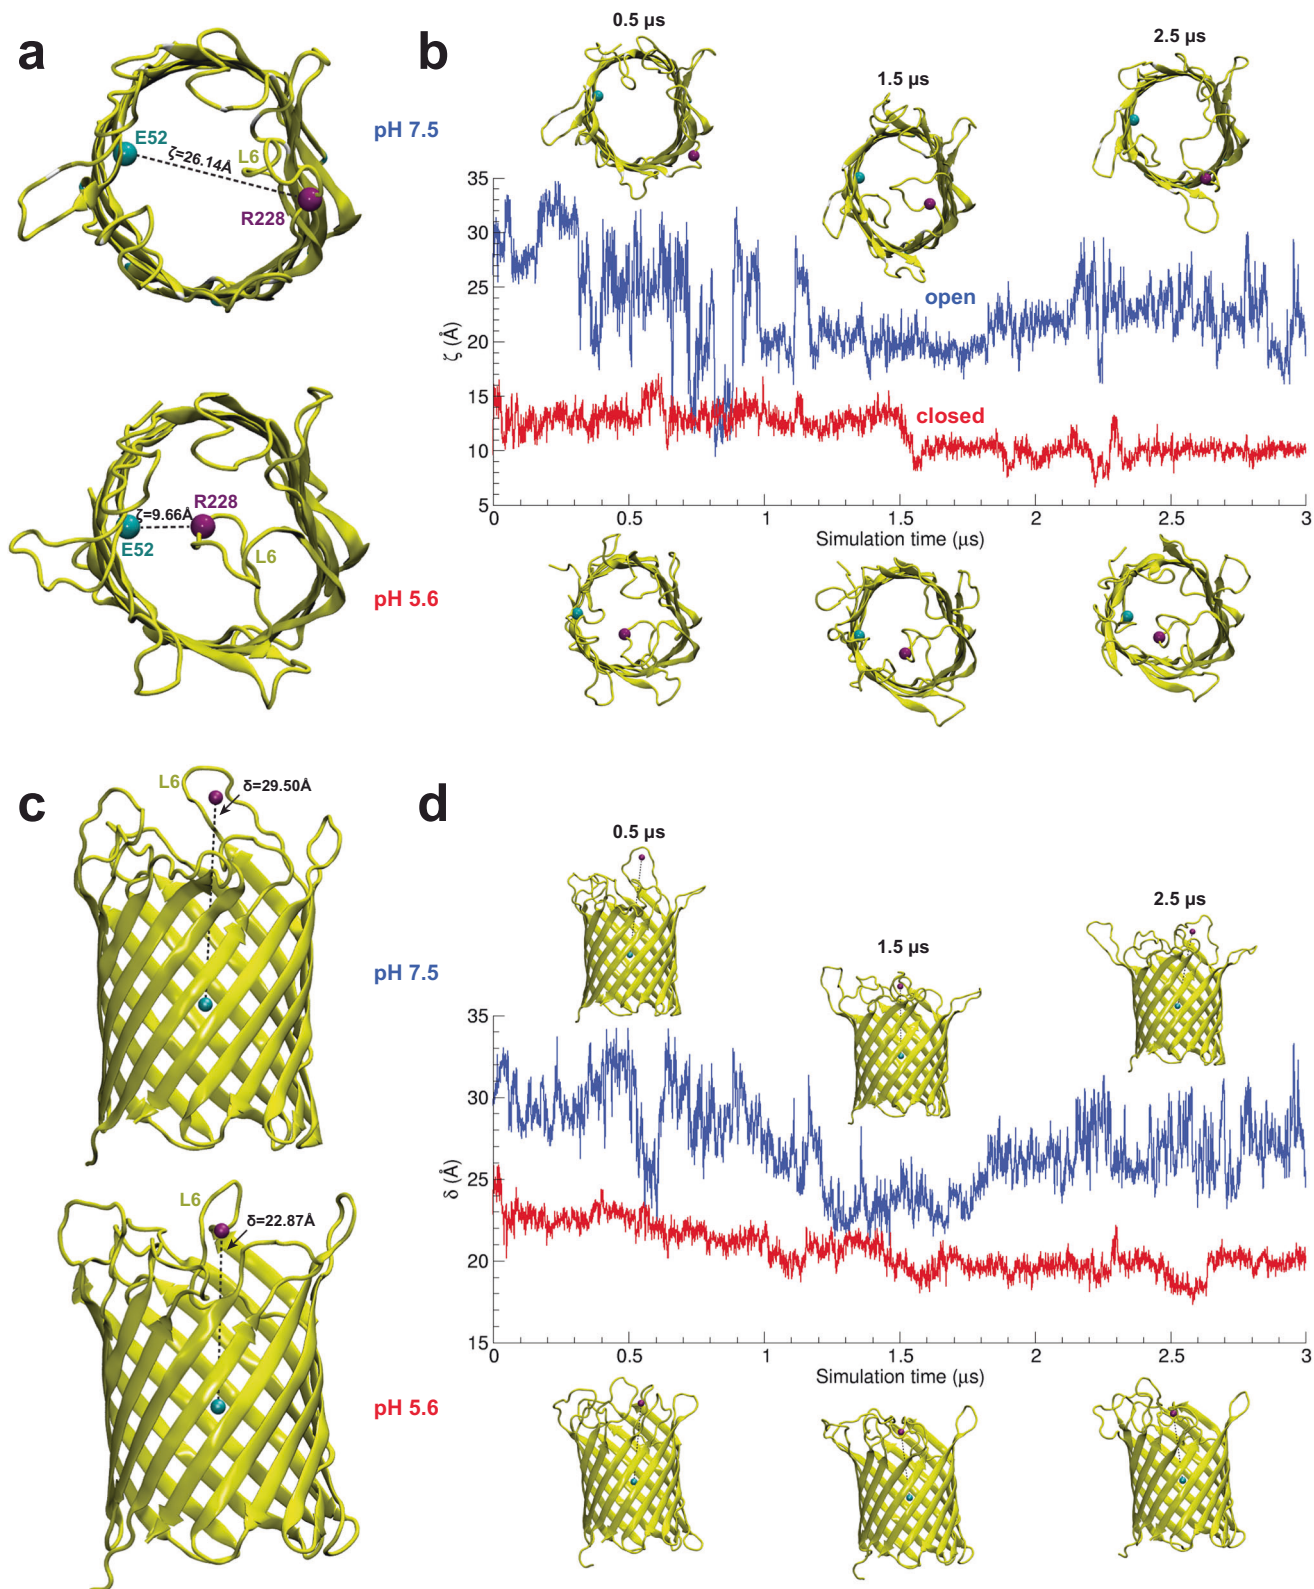 a
E52
ζ=26.14Å
L6
R228
pH 7.5
R228
ζ=9.66Å
E52
L6
pH 5.6
b
0.5 µs
1.5 µs
2.5 µs
35
30
25
20
15
10
5
ζ (Å)
open
closed
0 0.5 1 1.5 2 2.5 3
Simulation time (µs)
c
L6
δ=29.50Å
pH 7.5
L6
δ=22.87Å
pH 5.6
d
0.5 µs
1.5 µs
2.5 µs
35
30
25
20
15
δ (Å)
0 0.5 1 1.5 2 2.5 3
Simulation time (µs)